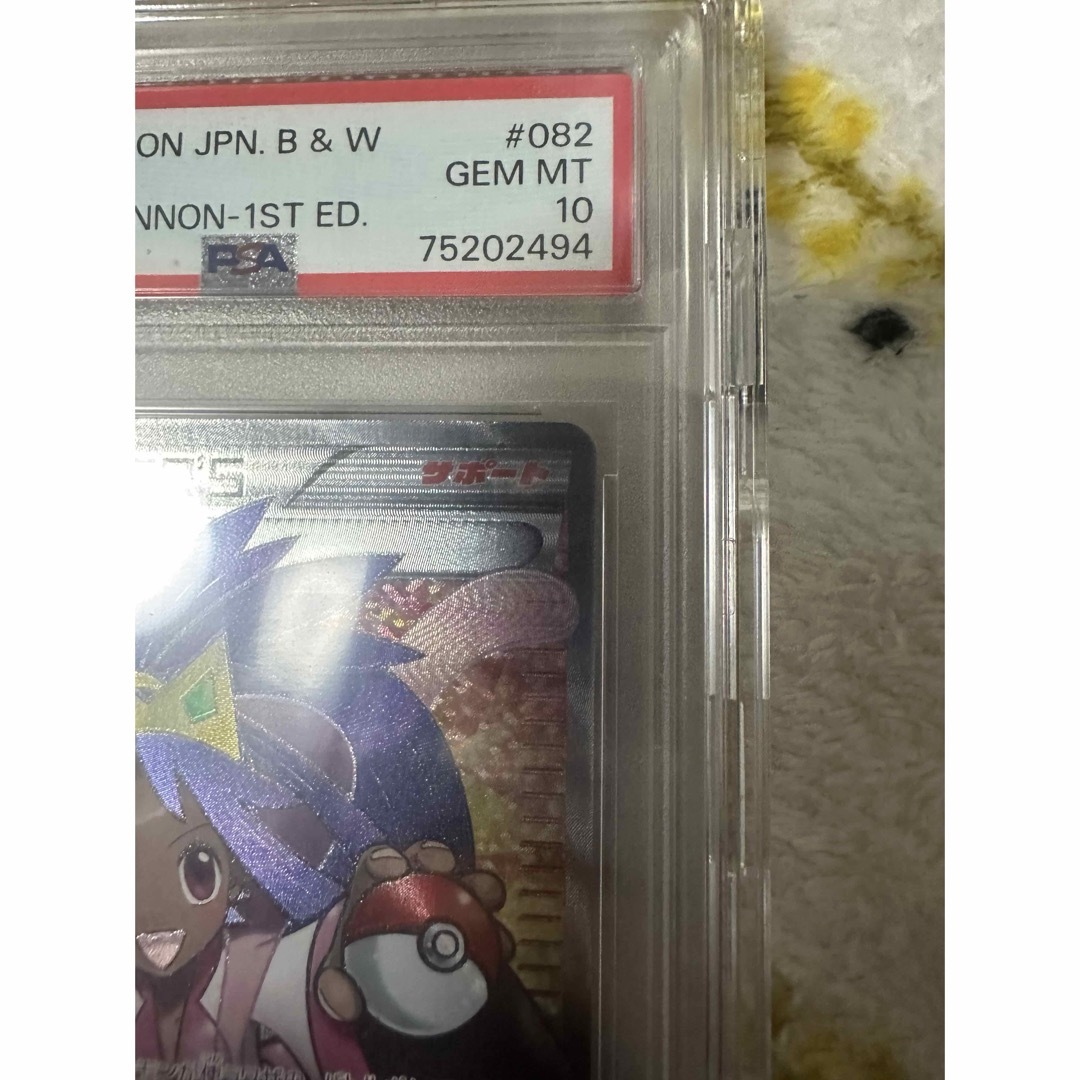 ON JPN. B & W #082
GEM MT
NNON-1ST ED. 10
PSA 75202494
サポート